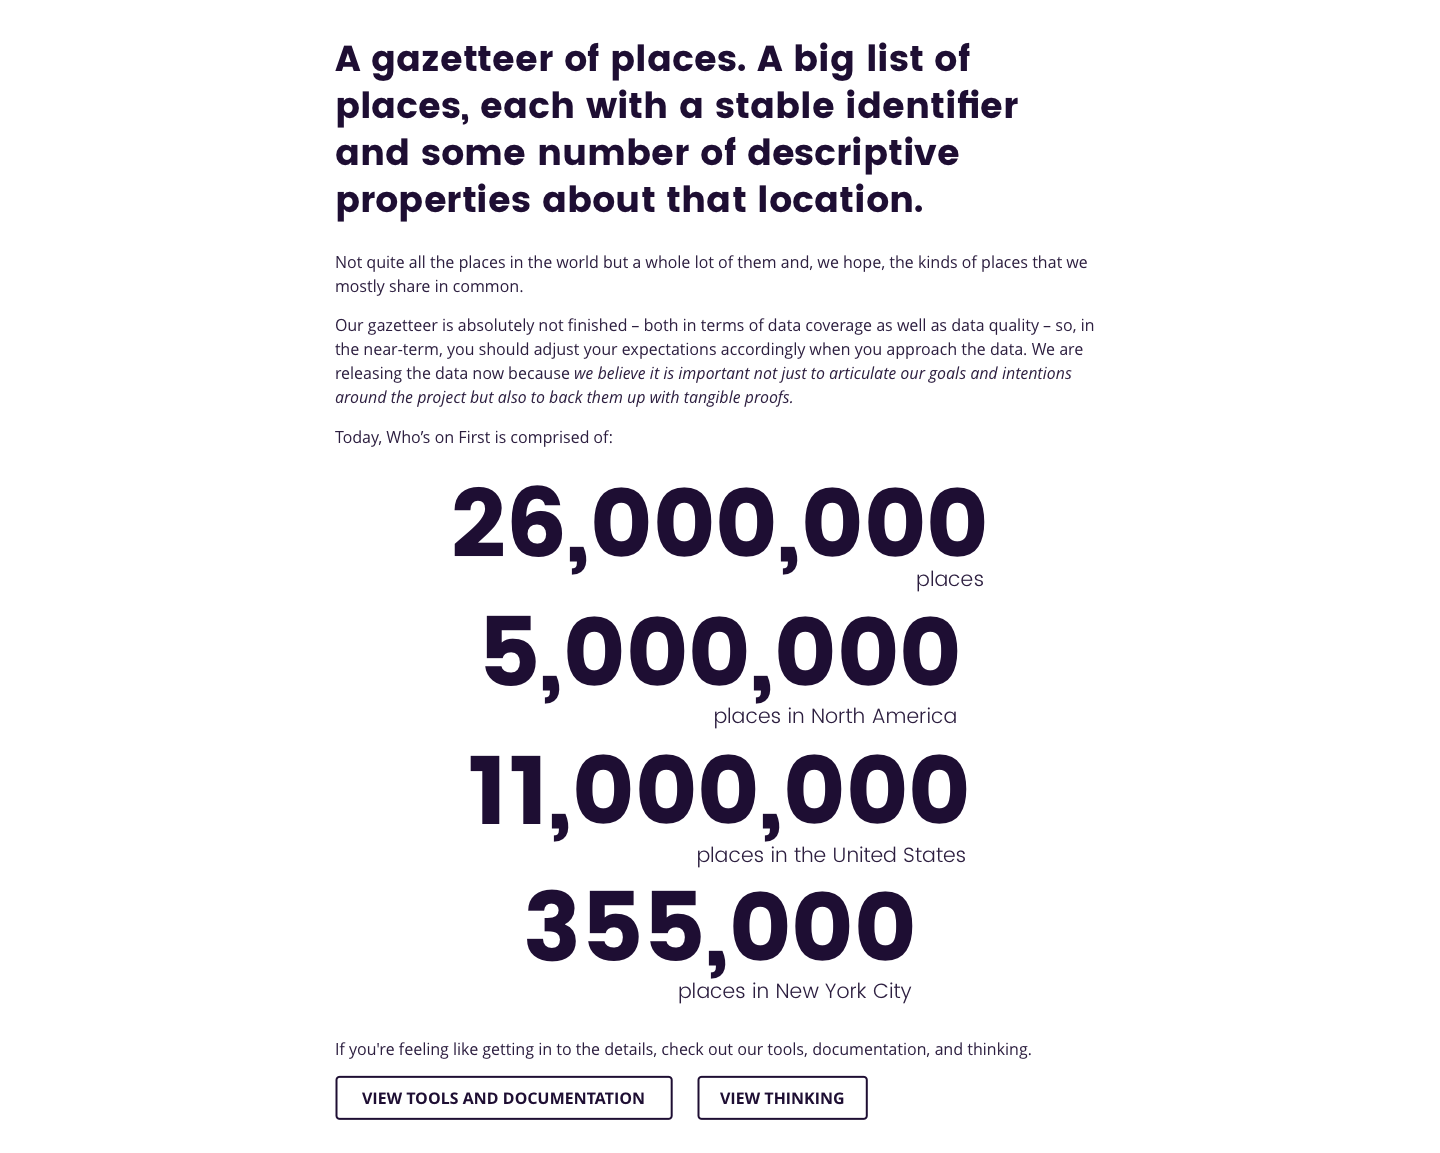 A gazetteer of places. A big list of
places, each with a stable identifier
and some number of descriptive
properties about that location.
Not quite all the places in the world but a whole lot of them and, we hope, the kinds of places that we
mostly share in common.
Our gazetteer is absolutely not finished – both in terms of data coverage as well as data quality – so, in
the near-term, you should adjust your expectations accordingly when you approach the data. We are
releasing the data now because we believe it is important not just to articulate our goals and intentions
around the project but also to back them up with tangible proofs.
Today, Who’s on First is comprised of:
26,000,000
places
5,000,000
places in North America
11,000,000
places in the United States
355,000
places in New York City
If you're feeling like getting in to the details, check out our tools, documentation, and thinking.
VIEW TOOLS AND DOCUMENTATION VIEW THINKING